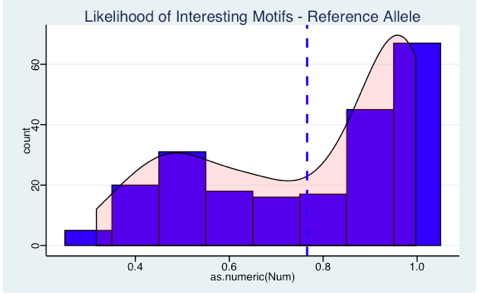 Likelihood of Interesting Motifs - Reference Allele
count
60
40
20
0
0.4 0.6 0.8 1.0
as.numeric(Num)